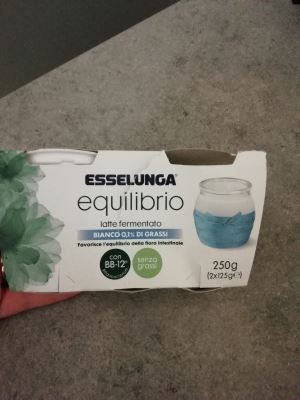 ESSELUNGA®
equilibrio
latte fermentato
BIANCO 0,1% DI GRASSI
Favorisce l'equilibrio della flora intestinale
con
BB-12®
senza
grassi
250g
(2x125g℮)